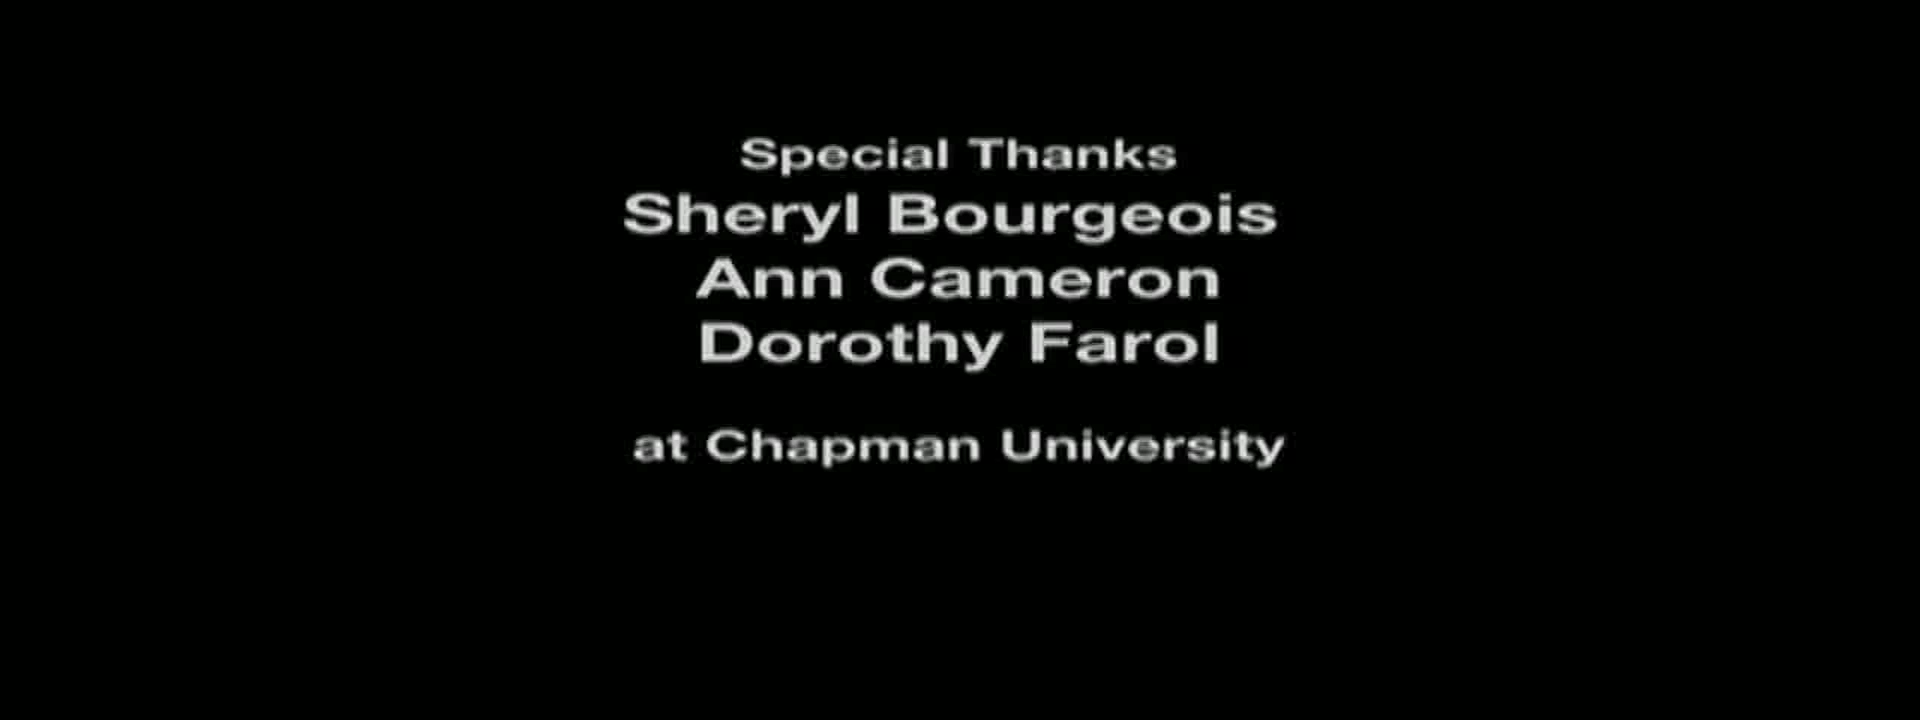 Special Thanks
Sheryl Bourgeois
Ann Cameron
Dorothy Farol
at Chapman University